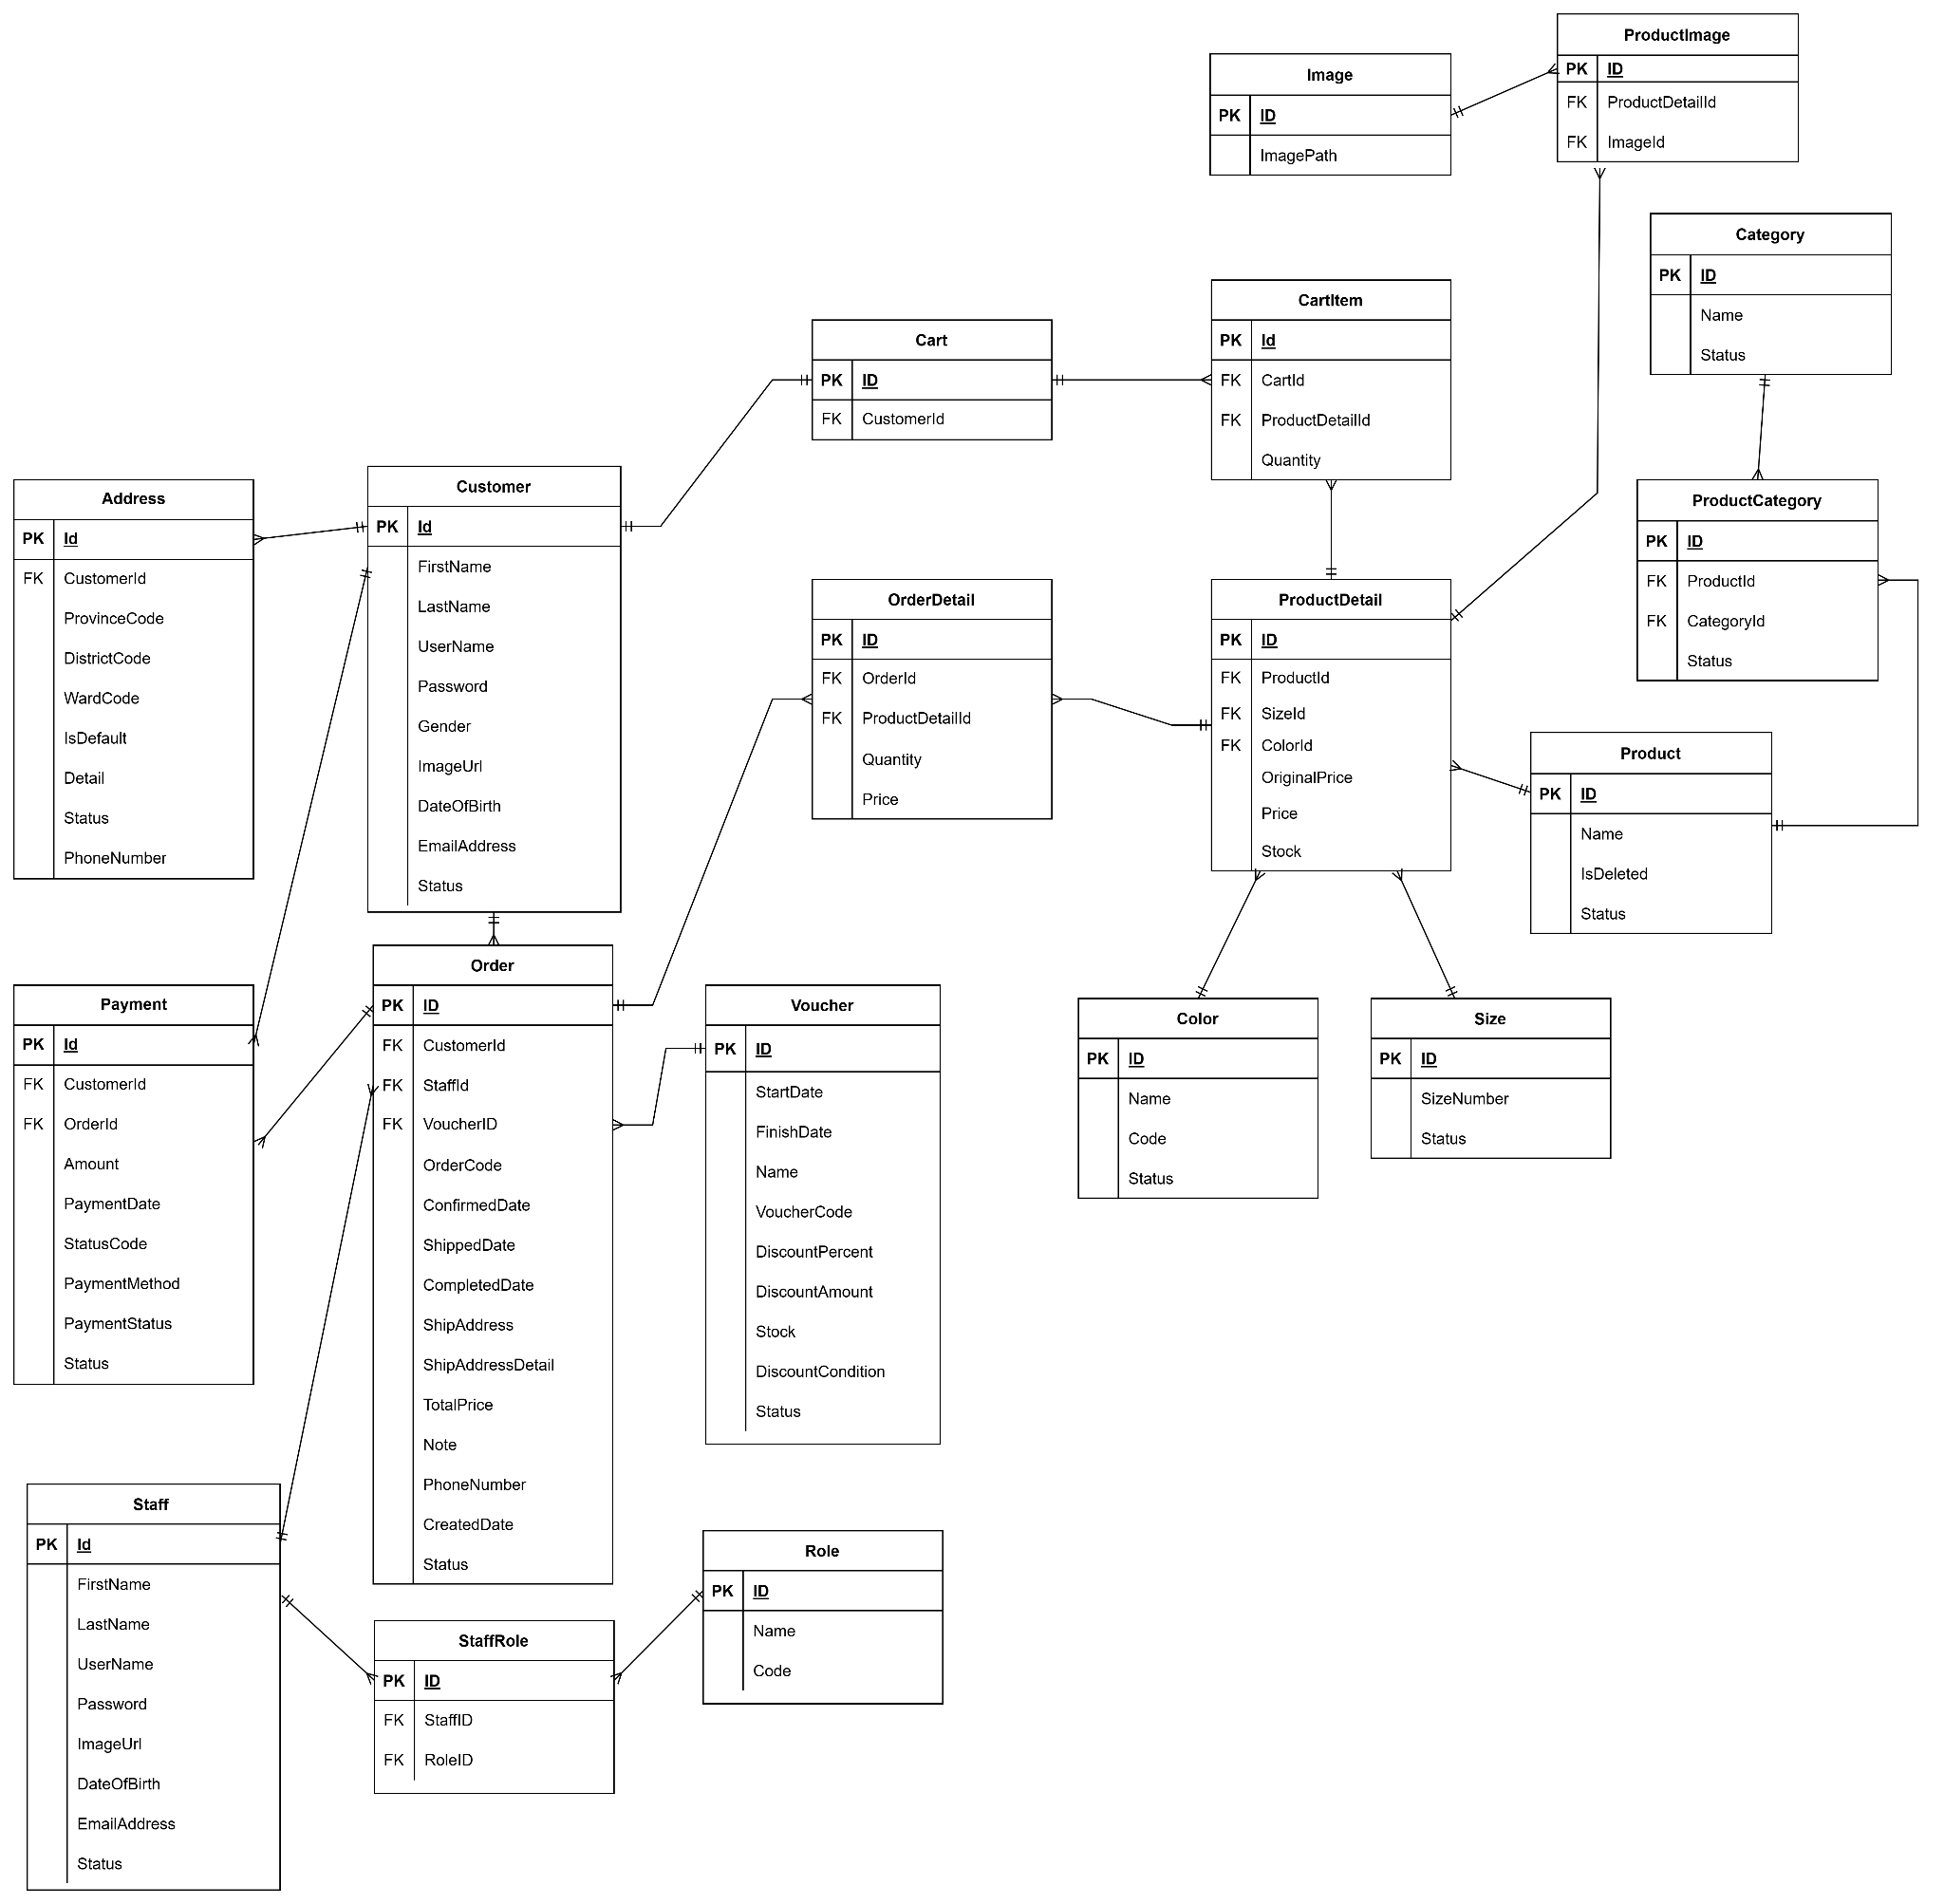 ProductImage
PK ID
FK ProductDetailId
FK ImageId
Image
PK ID
ImagePath
Category
PK ID
Name
Status
CartItem
PK Id
FK CartId
FK ProductDetailId
Quantity
Cart
PK ID
FK CustomerId
Customer
PK Id
FirstName
LastName
UserName
Password
Gender
ImageUrl
DateOfBirth
EmailAddress
Status
Address
PK Id
FK CustomerId
ProvinceCode
DistrictCode
WardCode
IsDefault
Detail
Status
PhoneNumber
ProductCategory
PK ID
FK ProductId
FK CategoryId
Status
OrderDetail
PK ID
FK OrderId
FK ProductDetailId
Quantity
Price
ProductDetail
PK ID
FK ProductId
FK SizeId
FK ColorId
OriginalPrice
Price
Stock
Product
PK ID
Name
IsDeleted
Status
Order
PK ID
FK CustomerId
FK StaffId
FK VoucherID
OrderCode
ConfirmedDate
ShippedDate
CompletedDate
ShipAddress
ShipAddressDetail
TotalPrice
Note
PhoneNumber
CreatedDate
Status
Payment
PK Id
FK CustomerId
FK OrderId
Amount
PaymentDate
StatusCode
PaymentMethod
PaymentStatus
Status
Voucher
PK ID
StartDate
FinishDate
Name
VoucherCode
DiscountPercent
DiscountAmount
Stock
DiscountCondition
Status
Color
PK ID
Name
Code
Status
Size
PK ID
SizeNumber
Status
Staff
PK Id
FirstName
LastName
UserName
Password
ImageUrl
DateOfBirth
EmailAddress
Status
StaffRole
PK ID
FK StaffID
FK RoleID
Role
PK ID
Name
Code